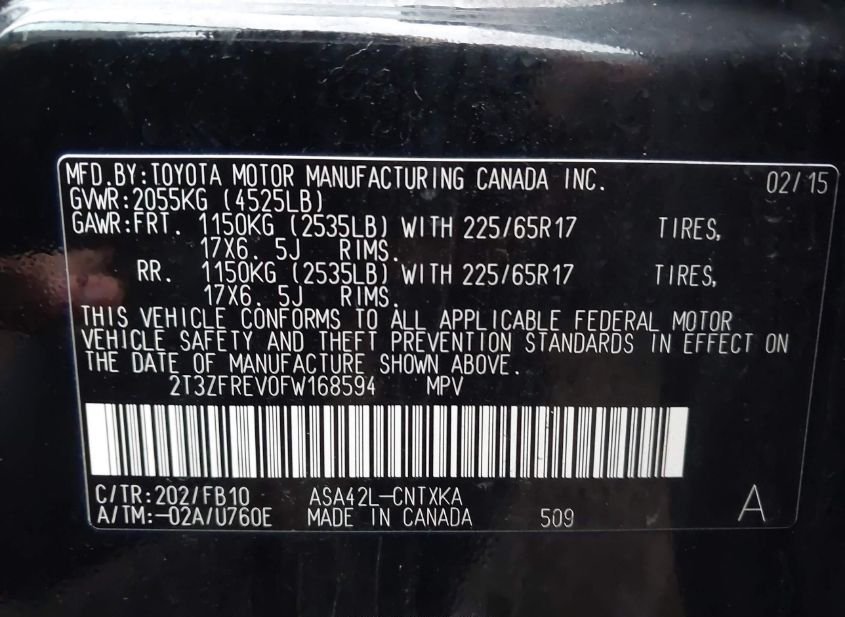 MFD.BY:TOYOTA MOTOR MANUFACTURING CANADA INC. 02/15
GVWR:2055KG (4525LB)
GAWR:FRT. 1150KG (2535LB) WITH 225/65R17 TIRES,
17X6. 5J RIMS.
RR. 1150KG (2535LB) WITH 225/65R17 TIRES,
17X6. 5J RIMS.
THIS VEHICLE CONFORMS TO ALL APPLICABLE FEDERAL MOTOR
VEHICLE SAFETY AND THEFT PREVENTION STANDARDS IN EFFECT ON
THE DATE OF MANUFACTURE SHOWN ABOVE.
2T3ZFREV0FW168594 MPV
C/TR:202/FB10 ASA42L-CNTXKA
A/TM:-02A/U760E MADE IN CANADA 509 A